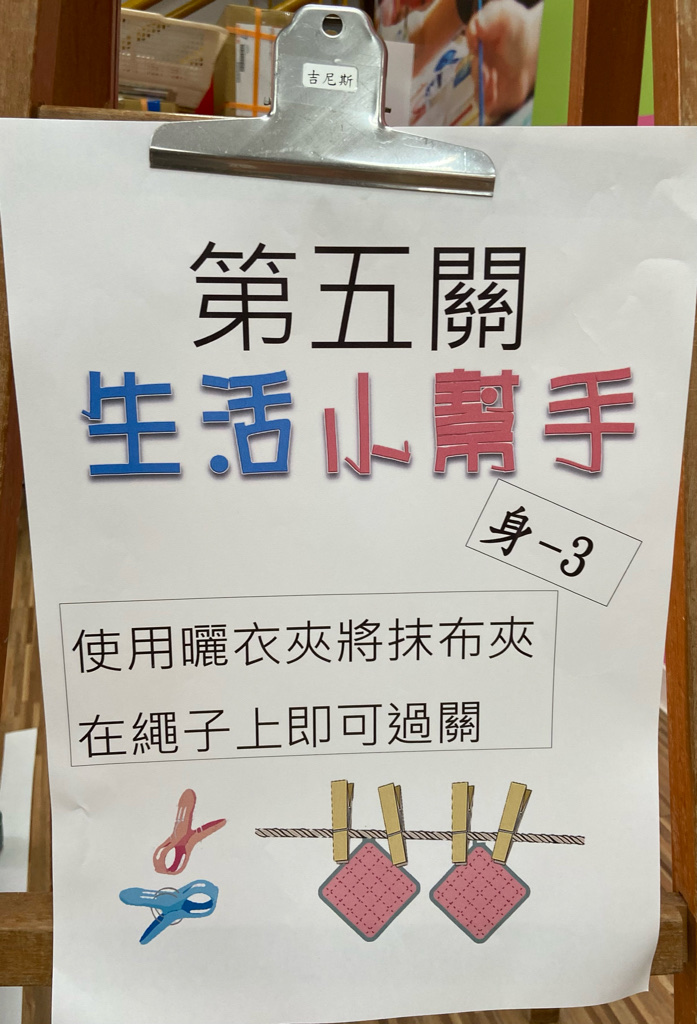 吉尼斯
第五關
生活小幫手
身-3
使用曬衣夾將抹布夾
在繩子上即可過關